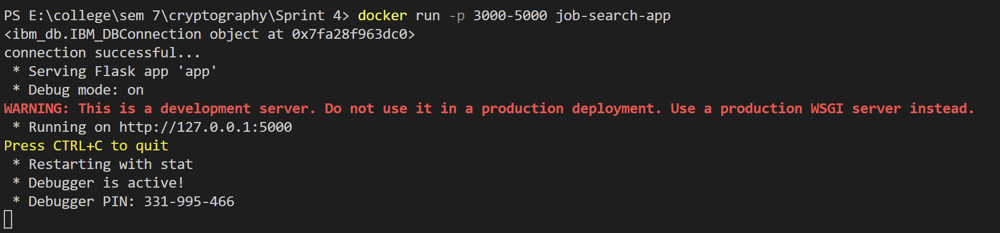 PS E:\college\sem 7\cryptography\Sprint 4> docker run -p 3000-5000 job-search-app
<ibm_db.IBM_DBConnection object at 0x7fa28f963dc0>
connection successful...
 * Serving Flask app 'app'
 * Debug mode: on
WARNING: This is a development server. Do not use it in a production deployment. Use a production WSGI server instead.
 * Running on http://127.0.0.1:5000
Press CTRL+C to quit
 * Restarting with stat
 * Debugger is active!
 * Debugger PIN: 331-995-466